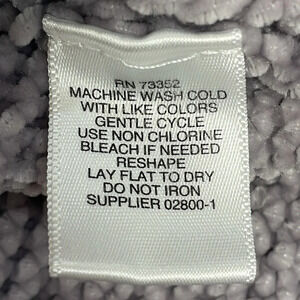 RN 73352
MACHINE WASH COLD
WITH LIKE COLORS
GENTLE CYCLE
USE NON CHLORINE
BLEACH IF NEEDED
RESHAPE
LAY FLAT TO DRY
DO NOT IRON
SUPPLIER 02800-1